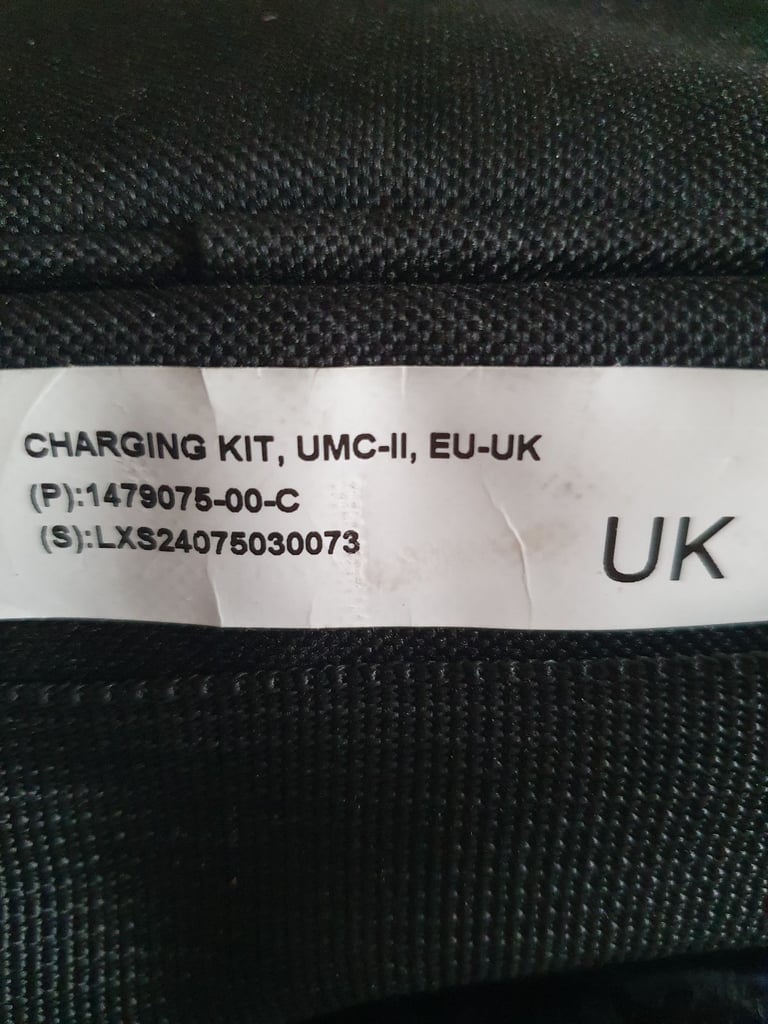 CHARGING KIT, UMC-II, EU-UK
(P):1479075-00-C
(S):LXS24075030073
UK